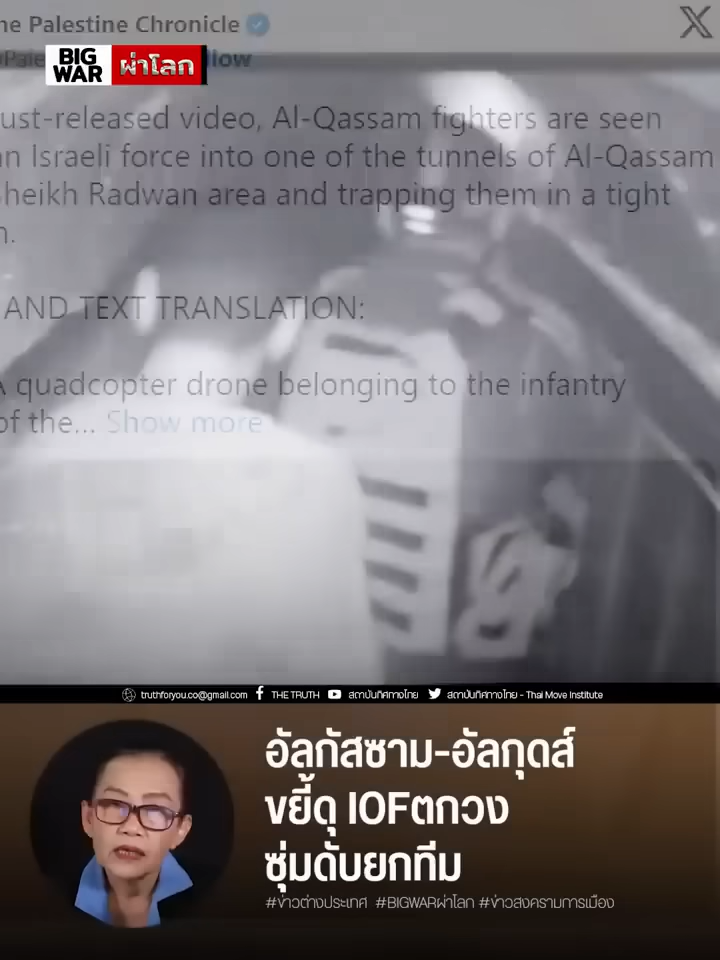 he Palestine Chronicle
BIG WAR ผ่าโลก
llow
ust-released video, Al-Qassam fighters are seen
an Israeli force into one of the tunnels of Al-Qassam
Sheikh Radwan area and trapping them in a tight
n.
AND TEXT TRANSLATION:
A quadcopter drone belonging to the infantry
of the... Show more
truthforyou.co@gmail.com THE TRUTH สถาบันทิศทางไทย สถาบันทิศทางไทย - Thai Move Institute
อัลกัสซาม-อัลกุดส์
ขยี้ดุ IOFตกวง
ซุ่มดับยกทีม
#ข่าวต่างประเทศ #BIGWARผ่าโลก #ข่าวสงครามการเมือง